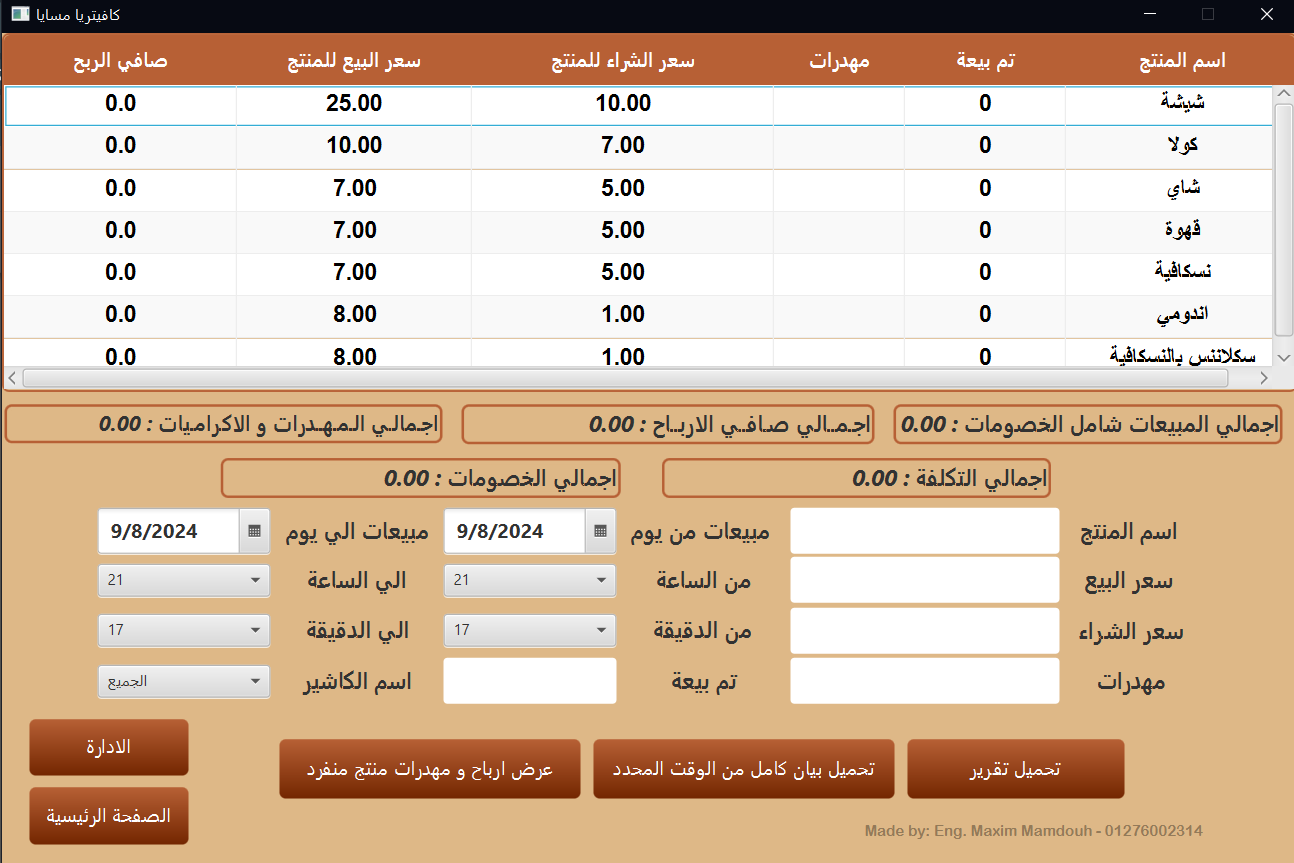 كافيتريا مسايا
اسم المنتج تم بيعة مهدرات سعر الشراء للمنتج سعر البيع للمنتج صافي الربح
شيشة 0 10.00 25.00 0.0
كولا 0 7.00 10.00 0.0
شاي 0 5.00 7.00 0.0
قهوة 0 5.00 7.00 0.0
نسكافية 0 5.00 7.00 0.0
اندومي 0 1.00 8.00 0.0
سكلانس بالنسكافية 0 1.00 8.00 0.0
اجمالي المبيعات شامل الخصومات : 0.00 اجمـالي صـافـي الاربـاح : 0.00 اجمالـي المـهـدرات و الاكراميات : 0.00
اجمالي التكلفة : 0.00 اجمالي الخصومات : 0.00
اسم المنتج مبيعات من يوم 9/8/2024 مبيعات الي يوم 9/8/2024
سعر البيع من الساعة 21 الي الساعة 21
سعر الشراء من الدقيقة 17 الي الدقيقة 17
مهدرات تم بيعة اسم الكاشير الجميع
الادارة
تحميل تقرير تحميل بيان كامل من الوقت المحدد عرض ارباح و مهدرات منتج منفرد
الصفحة الرئيسية
Made by: Eng. Maxim Mamdouh - 01276002314